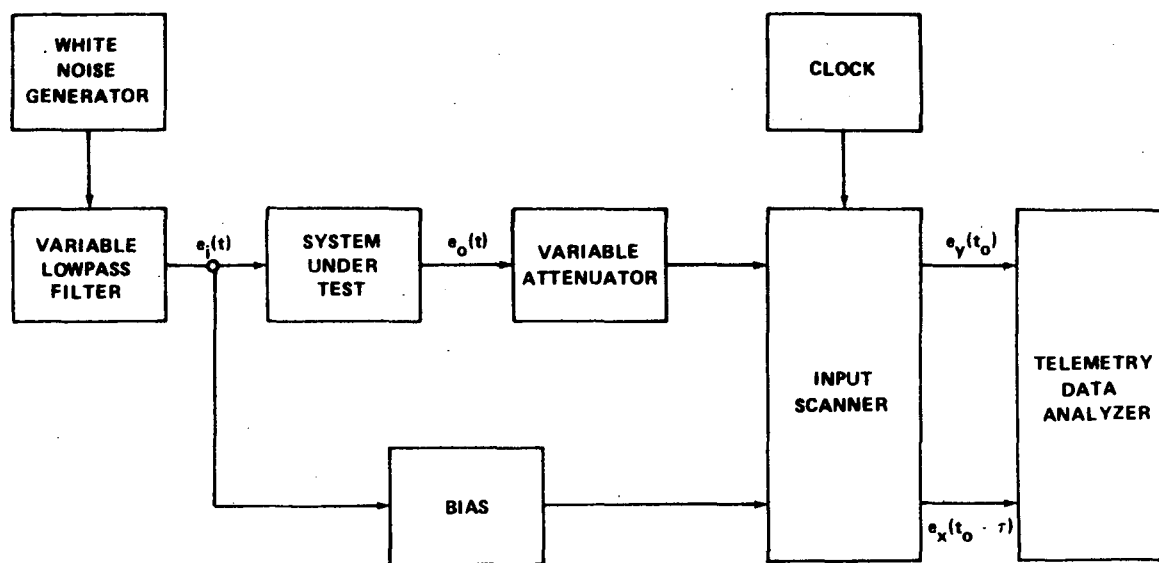 WHITE
NOISE
GENERATOR
CLOCK
VARIABLE
LOWPASS
FILTER
e_i(t)
SYSTEM
UNDER
TEST
e_o(t)
VARIABLE
ATTENUATOR
INPUT
SCANNER
e_y(t_o)
TELEMETRY
DATA
ANALYZER
BIAS
e_x(t_o - τ)